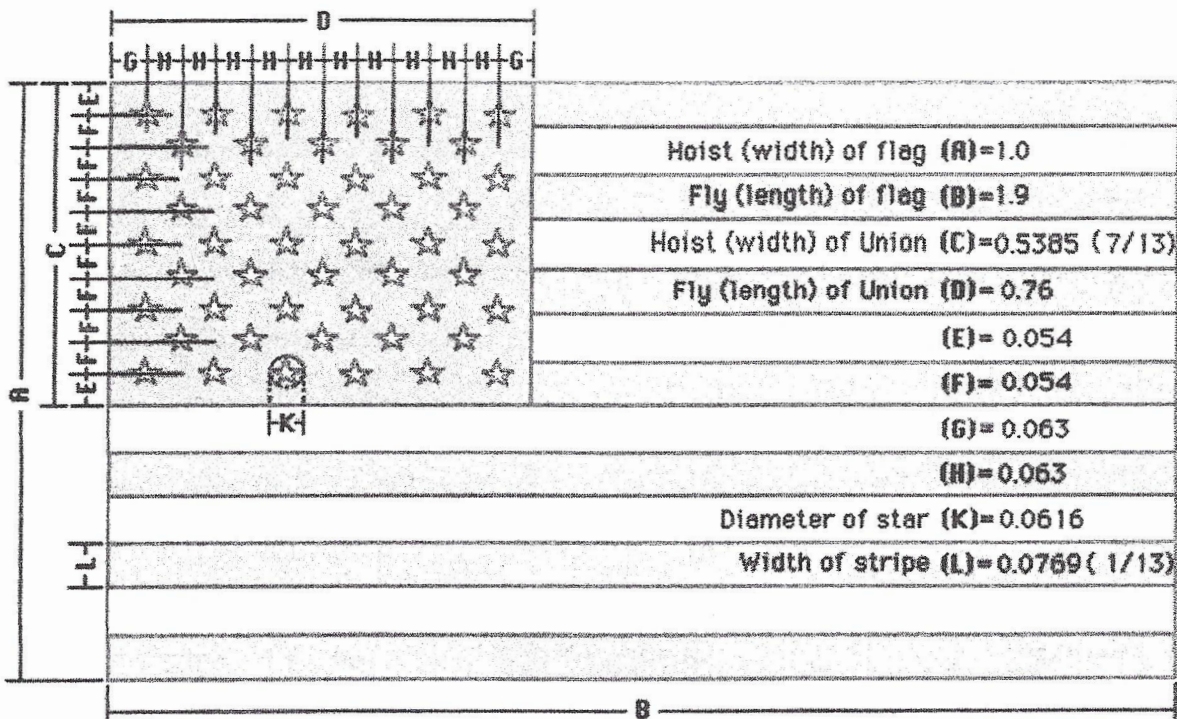 D
G H H H H H H H H H H G
E
F
F
F
F
F
F
F
F
E
C
A
Hoist (width) of flag (A)=1.0
Fly (length) of flag (B)=1.9
Hoist (width) of Union (C)=0.5385 (7/13)
Fly (length) of Union (D)= 0.76
(E)= 0.054
(F)= 0.054
(G)= 0.063
(H)= 0.063
K
Diameter of star (K)=0.0616
L
Width of stripe (L)=0.0769( 1/13)
B